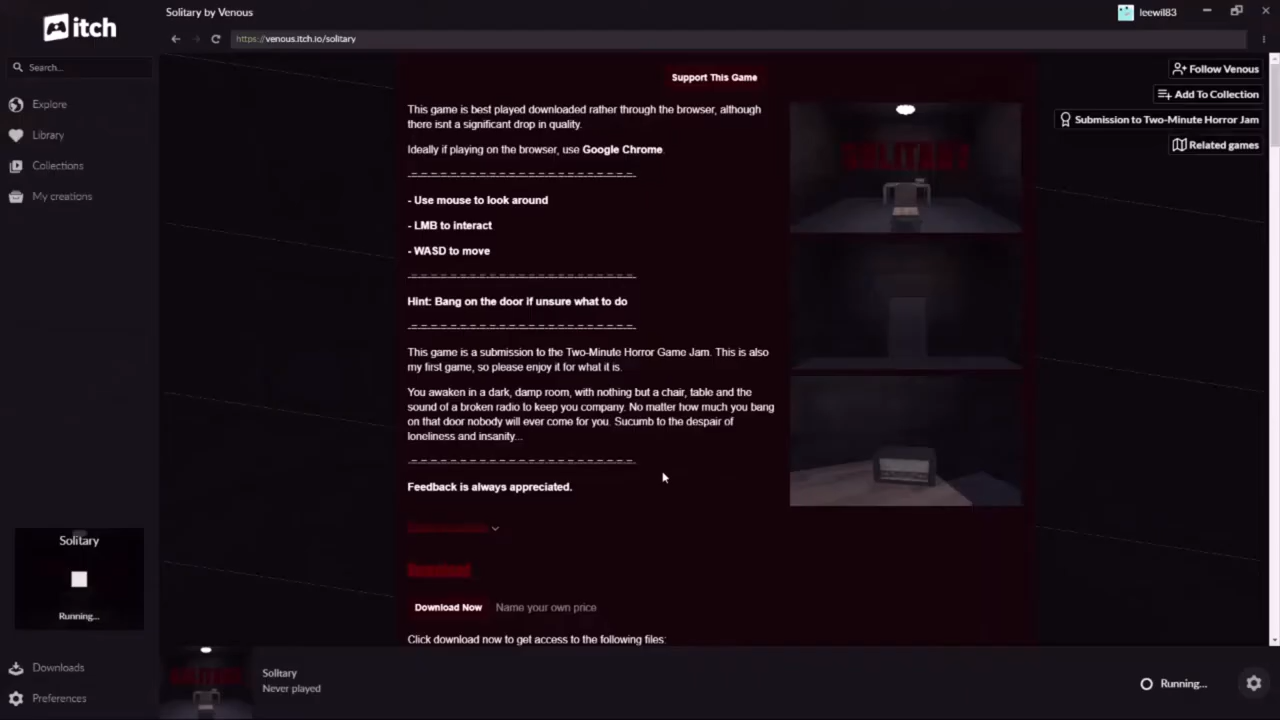 itch
Solitary by Venous
leewil83
https://venous.itch.io/solitary
Search...
Explore
Library
Collections
My creations
Support This Game
Follow Venous
Add To Collection
Submission to Two-Minute Horror Jam
Related games
This game is best played downloaded rather through the browser, although
there isnt a significant drop in quality.
Ideally if playing on the browser, use Google Chrome.
- Use mouse to look around
- LMB to interact
- WASD to move
Hint: Bang on the door if unsure what to do
This game is a submission to the Two-Minute Horror Game Jam. This is also
my first game, so please enjoy it for what it is.
You awaken in a dark, damp room, with nothing but a chair, table and the
sound of a broken radio to keep you company. No matter how much you bang
on that door nobody will ever come for you. Sucumb to the despair of
loneliness and insanity...
Feedback is always appreciated.
SOLITARY
Download
Download Now
Name your own price
Click download now to get access to the following files:
Solitary
Running...
Downloads
Preferences
Solitary
Never played
Running...